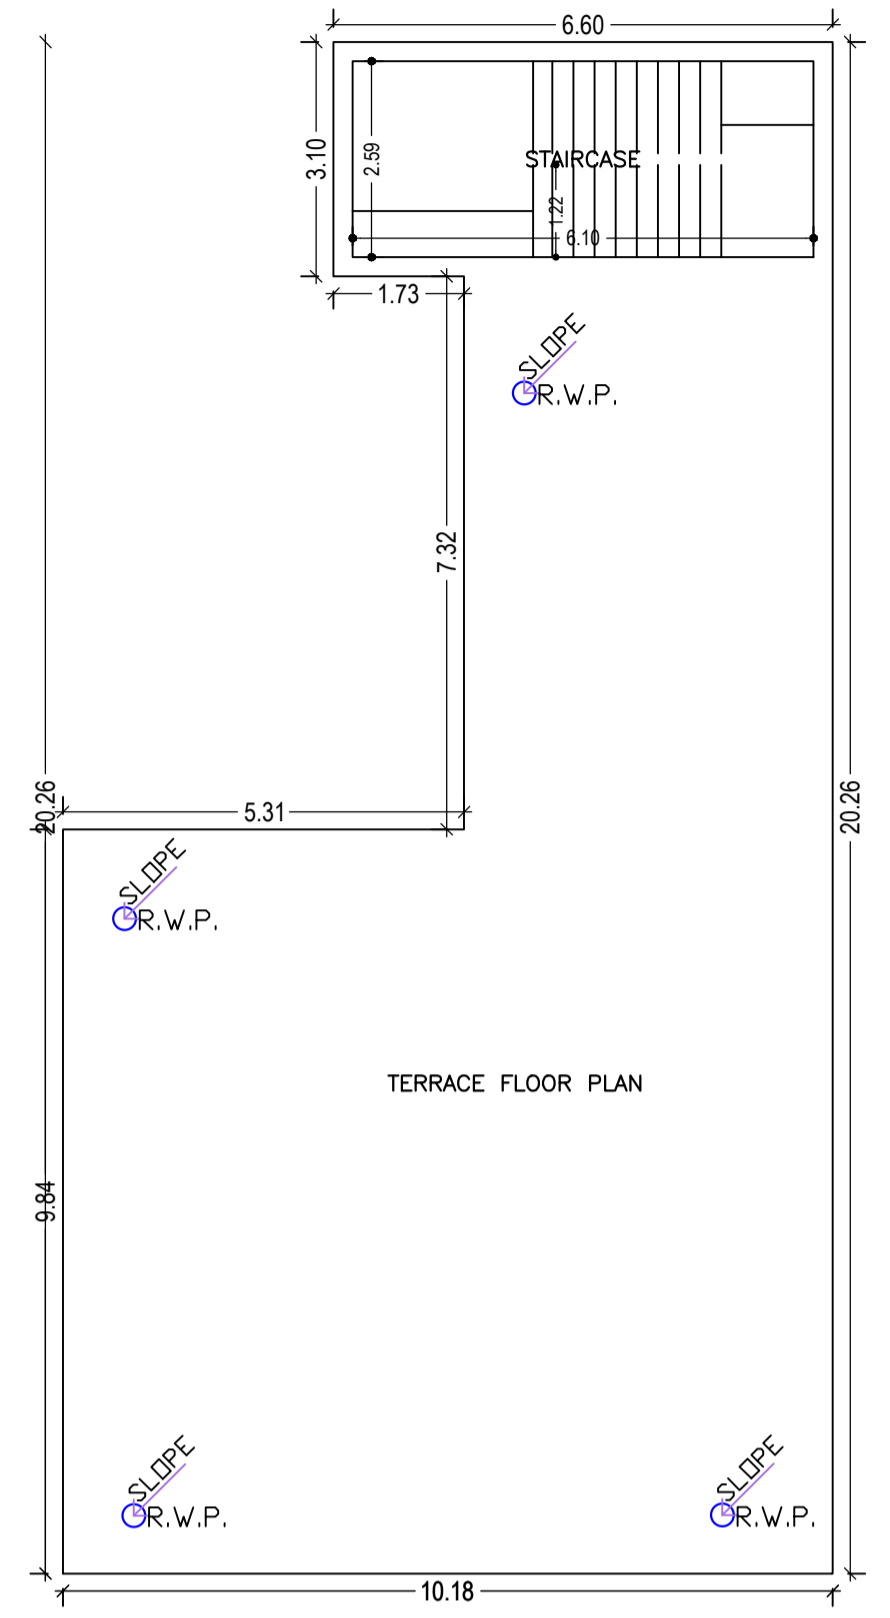 6.60
3.10
2.59
STAIRCASE
1.22
6.10
1.73
SLOPE
R.W.P.
7.32
20.26
5.31
20.26
SLOPE
R.W.P.
TERRACE FLOOR PLAN
9.84
SLOPE
R.W.P.
SLOPE
R.W.P.
10.18